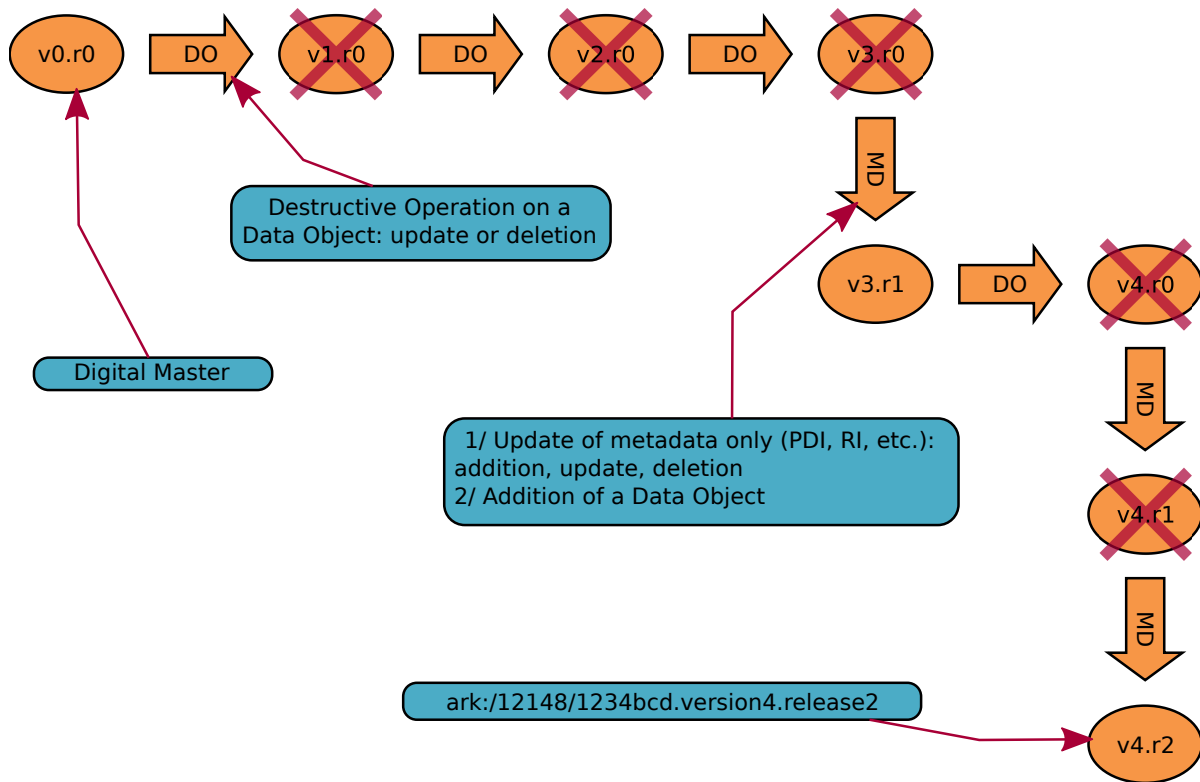 v0.r0
DO
v1.r0
DO
v2.r0
DO
v3.r0
MD
Destructive Operation on a
Data Object: update or deletion
v3.r1
DO
v4.r0
Digital Master
MD
1/ Update of metadata only (PDI, RI, etc.):
addition, update, deletion
2/ Addition of a Data Object
v4.r1
MD
ark:/12148/1234bcd.version4.release2
v4.r2